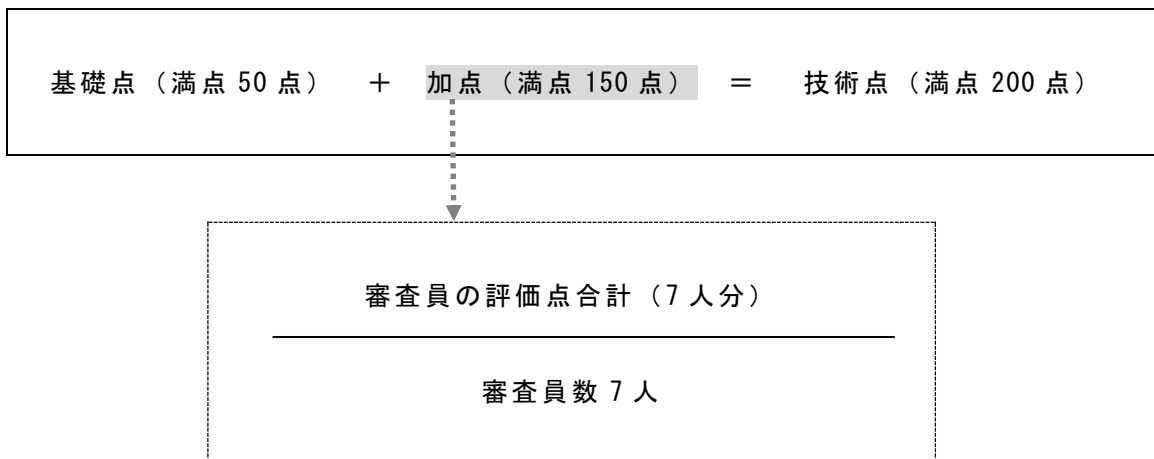 基礎点（満点 50 点） ＋ 加点（満点 150 点） ＝ 技術点（満点 200 点）
審査員の評価点合計（7 人分）
審査員数 7 人